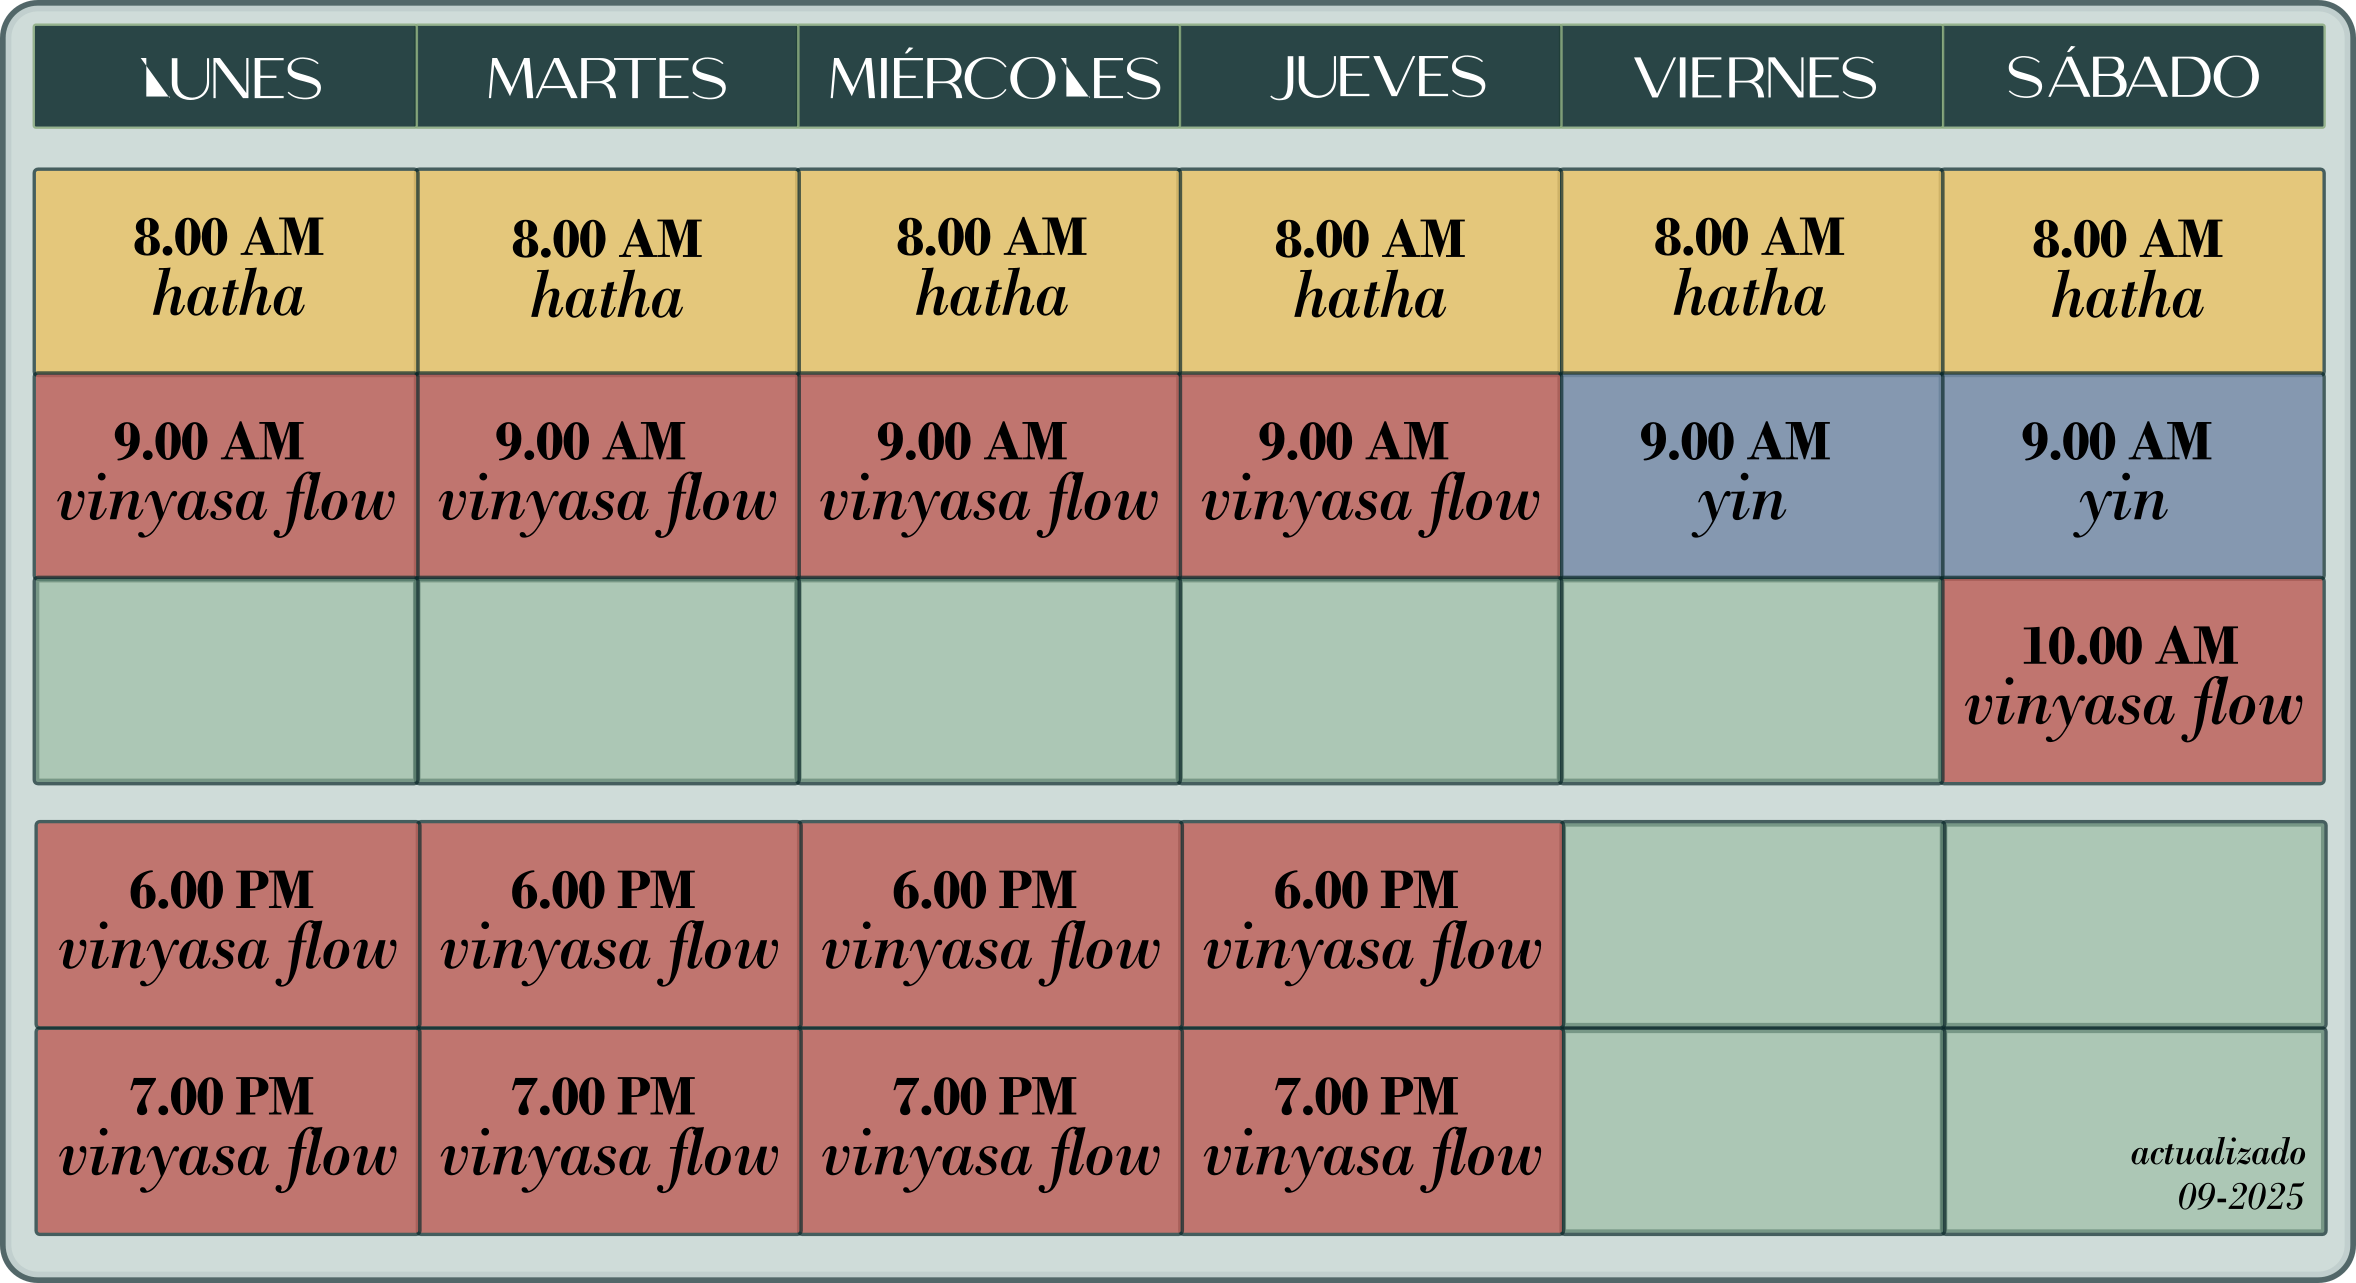 LUNES MARTES MIÉRCOLES JUEVES VIERNES SÁBADO
8.00 AM 8.00 AM 8.00 AM 8.00 AM 8.00 AM 8.00 AM
hatha hatha hatha hatha hatha hatha
9.00 AM 9.00 AM 9.00 AM 9.00 AM 9.00 AM 9.00 AM
vinyasa flow vinyasa flow vinyasa flow vinyasa flow yin yin
10.00 AM
vinyasa flow
6.00 PM 6.00 PM 6.00 PM 6.00 PM
vinyasa flow vinyasa flow vinyasa flow vinyasa flow
7.00 PM 7.00 PM 7.00 PM 7.00 PM
vinyasa flow vinyasa flow vinyasa flow vinyasa flow
actualizado
09-2025